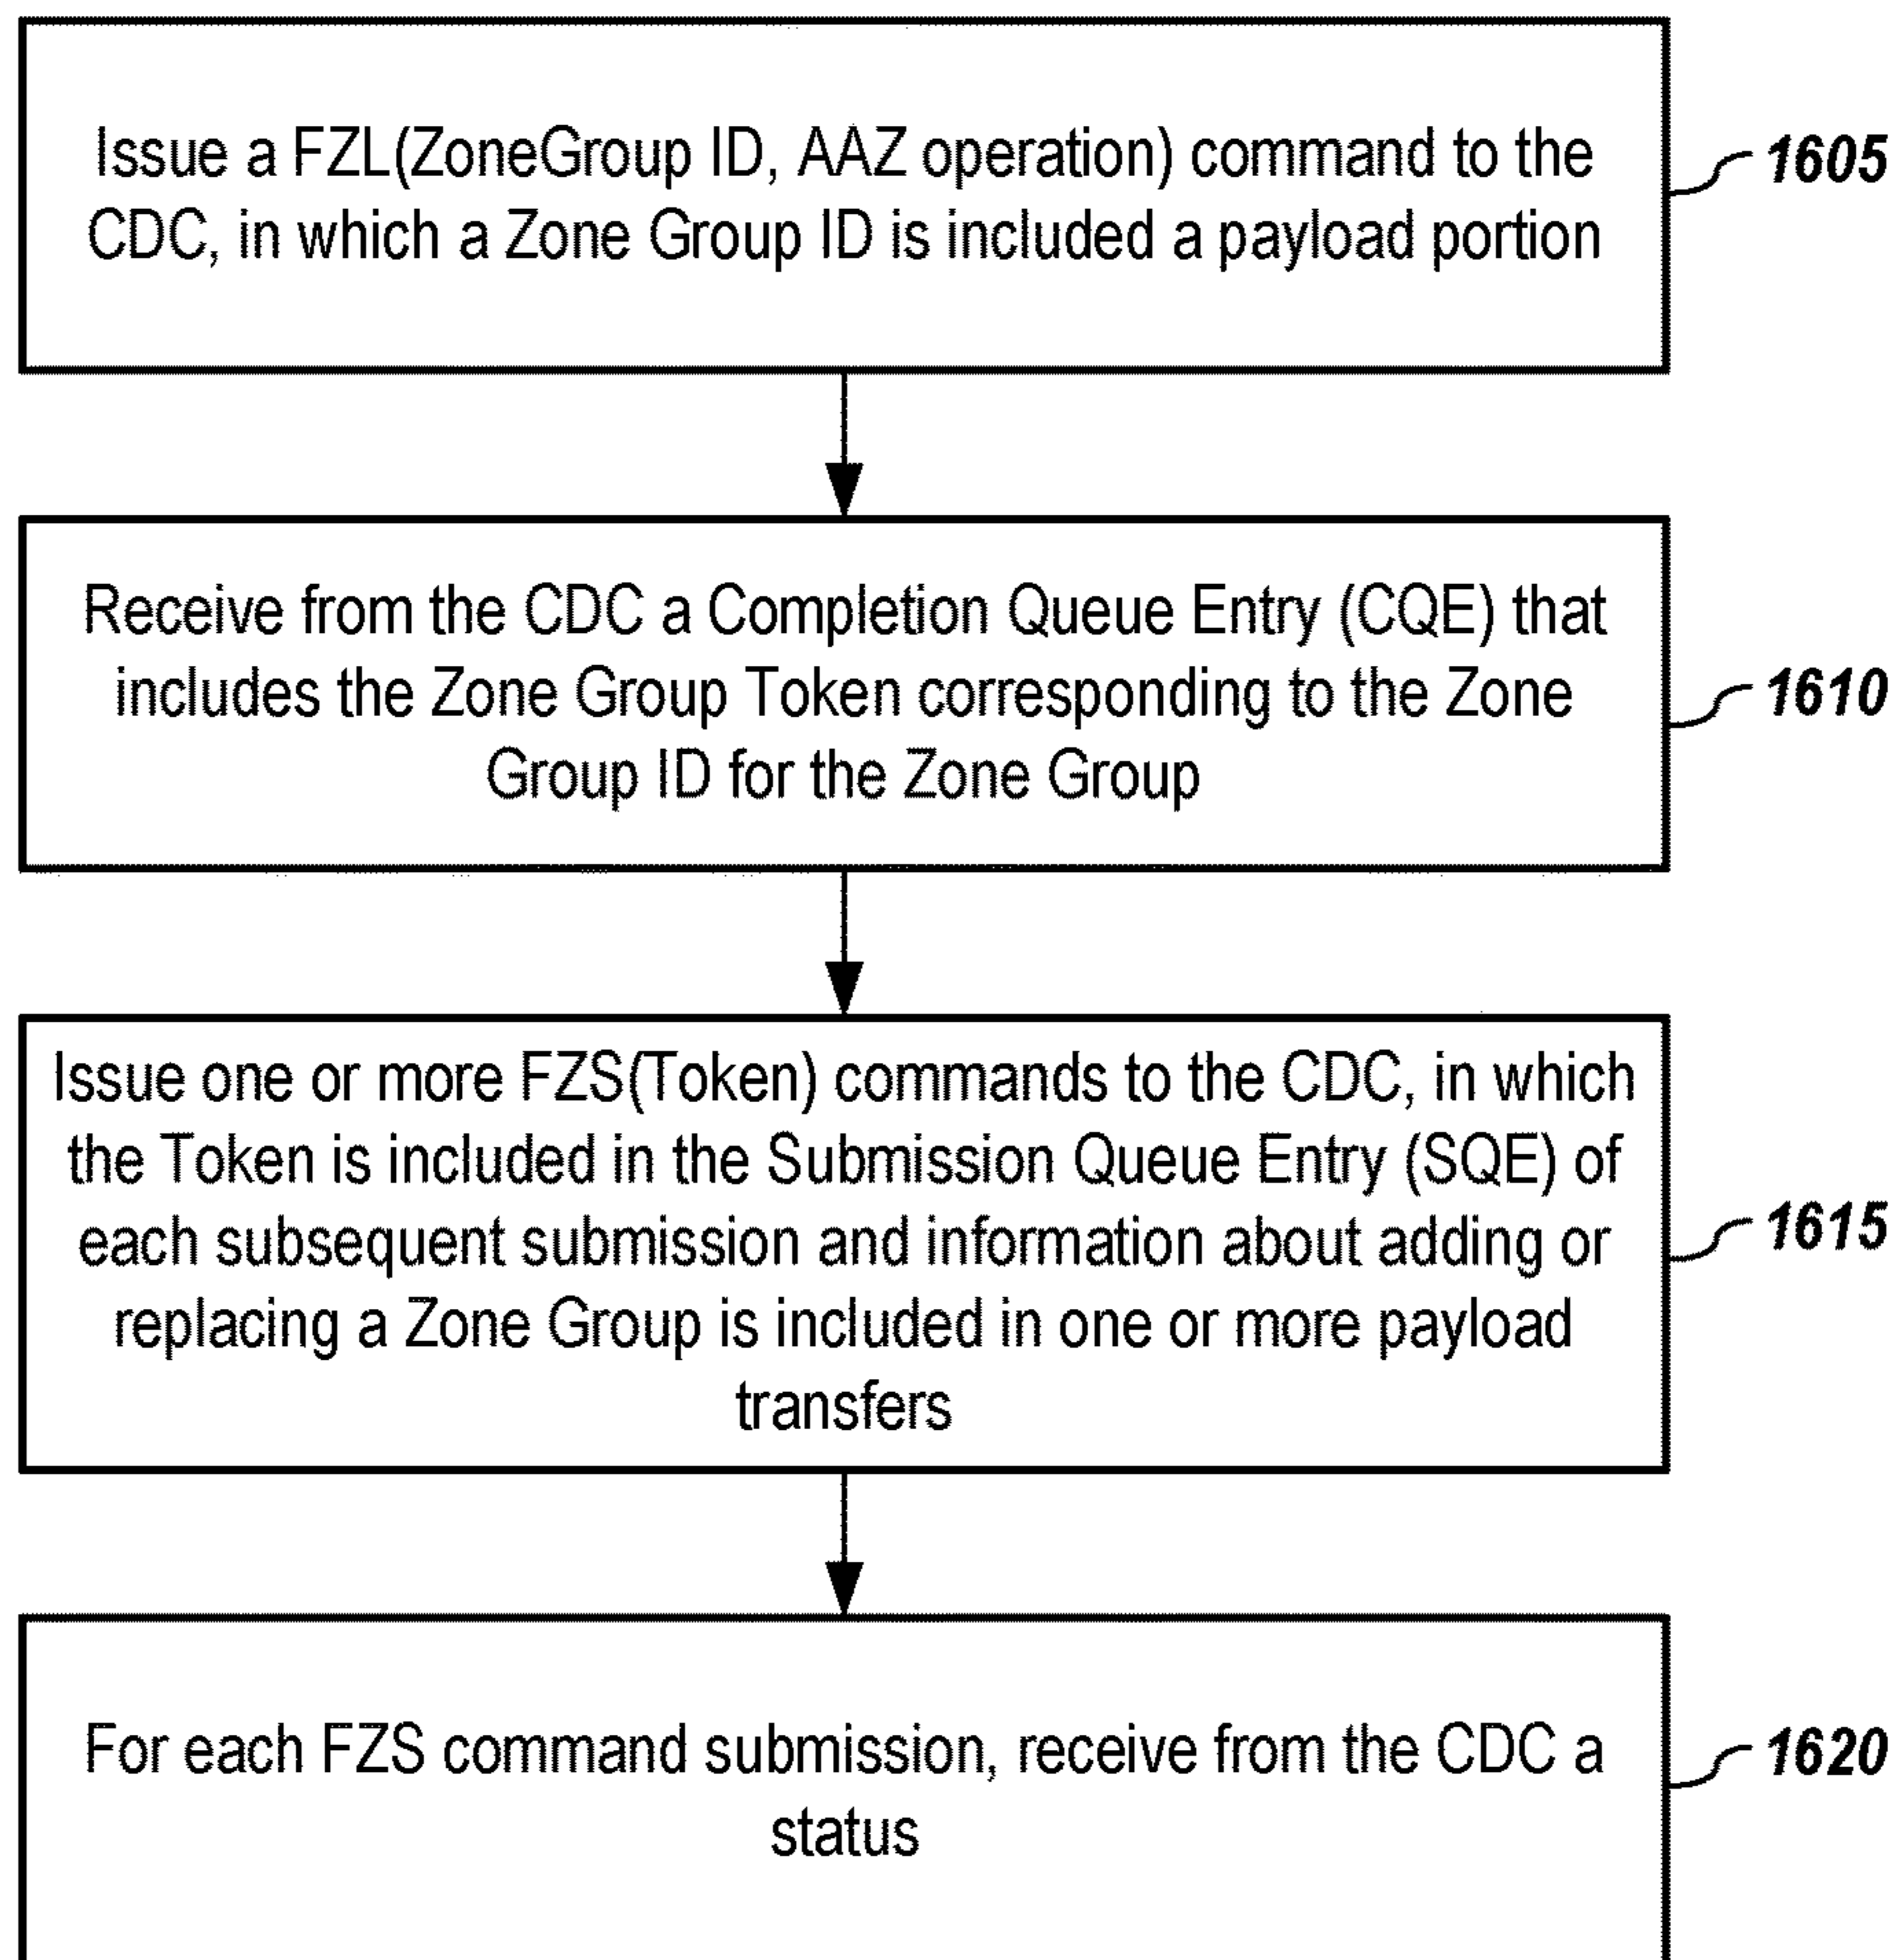 Issue a FZL(ZoneGroup ID, AAZ operation) command to the
CDC, in which a Zone Group ID is included a payload portion
1605
Receive from the CDC a Completion Queue Entry (CQE) that
includes the Zone Group Token corresponding to the Zone
Group ID for the Zone Group
1610
Issue one or more FZS(Token) commands to the CDC, in which
the Token is included in the Submission Queue Entry (SQE) of
each subsequent submission and information about adding or
replacing a Zone Group is included in one or more payload
transfers
1615
For each FZS command submission, receive from the CDC a
status
1620